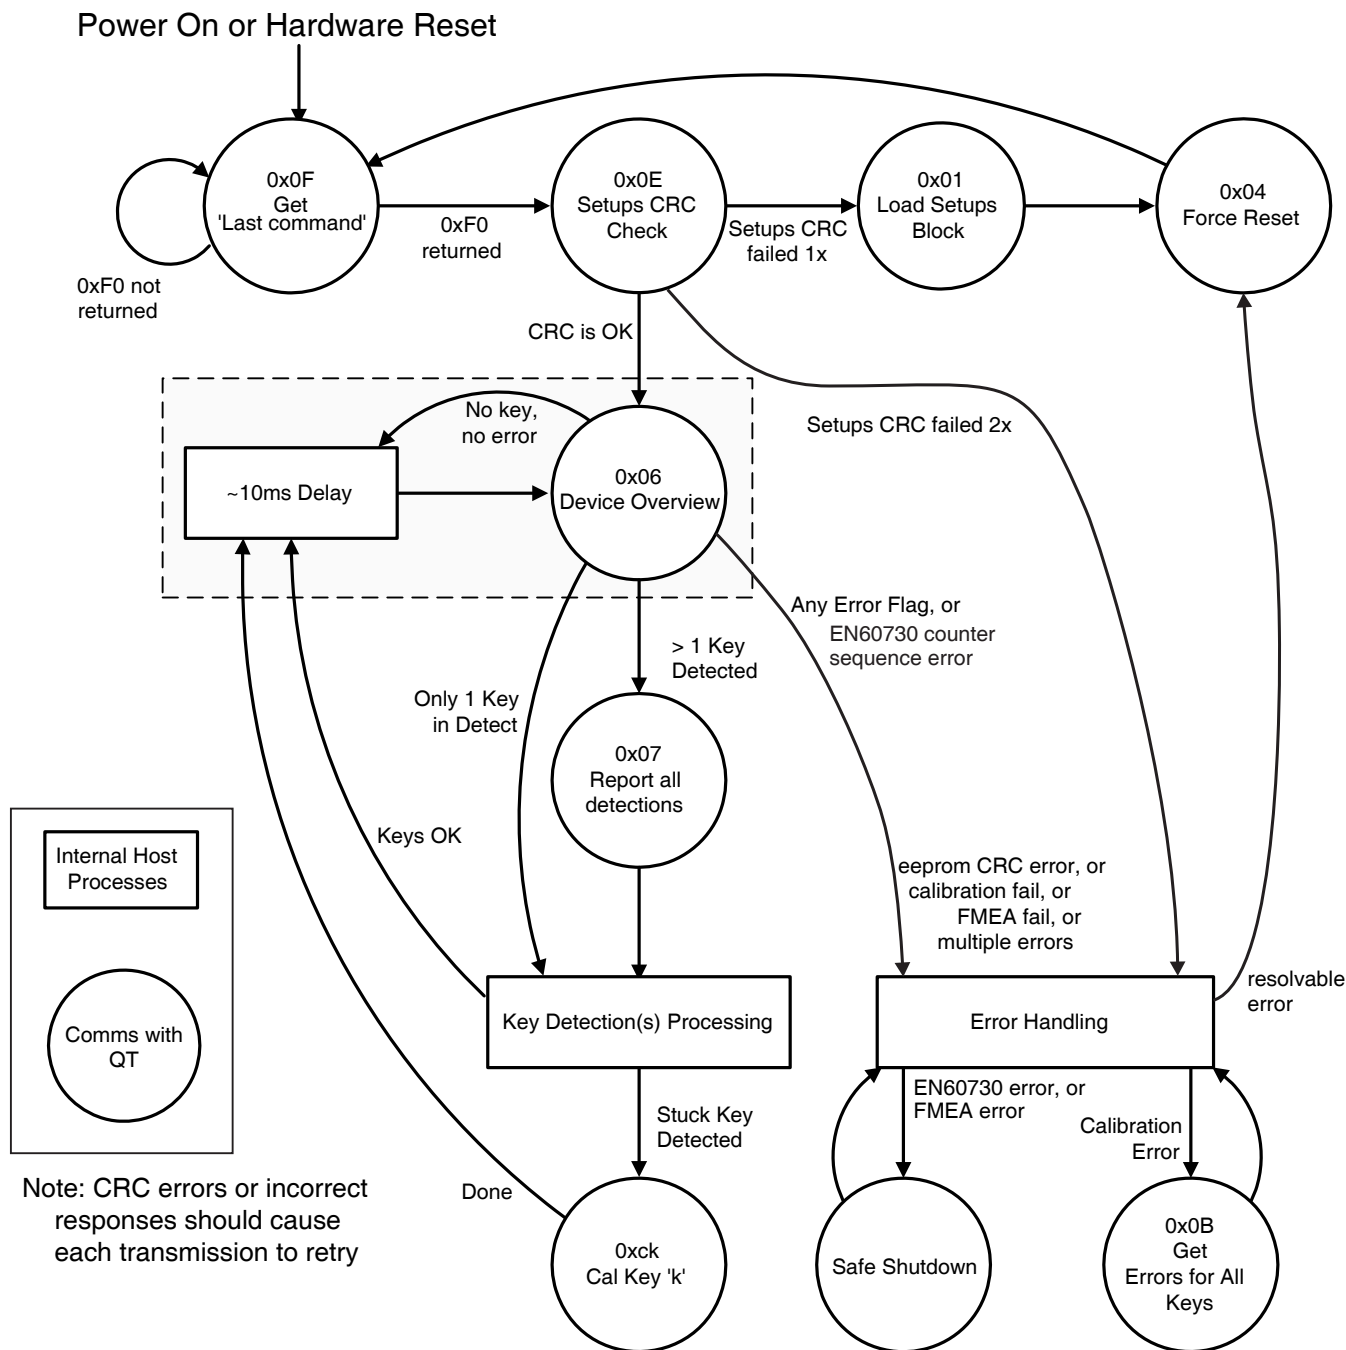 Power On or Hardware Reset
0x0F
Get
'Last command'
0xF0 not
returned
0xF0
returned
0x0E
Setups CRC
Check
Setups CRC
failed 1x
0x01
Load Setups
Block
0x04
Force Reset
CRC is OK
No key,
no error
~10ms Delay
0x06
Device Overview
Setups CRC failed 2x
Any Error Flag, or
EN60730 counter
sequence error
> 1 Key
Detected
Only 1 Key
in Detect
0x07
Report all
detections
Keys OK
eeprom CRC error, or
calibration fail, or
FMEA fail, or
multiple errors
Internal Host
Processes
Comms with
QT
Key Detection(s) Processing
Error Handling
resolvable
error
Stuck Key
Detected
EN60730 error, or
FMEA error
Calibration
Error
Done
Note: CRC errors or incorrect
responses should cause
each transmission to retry
0xck
Cal Key 'k'
Safe Shutdown
0x0B
Get
Errors for All
Keys